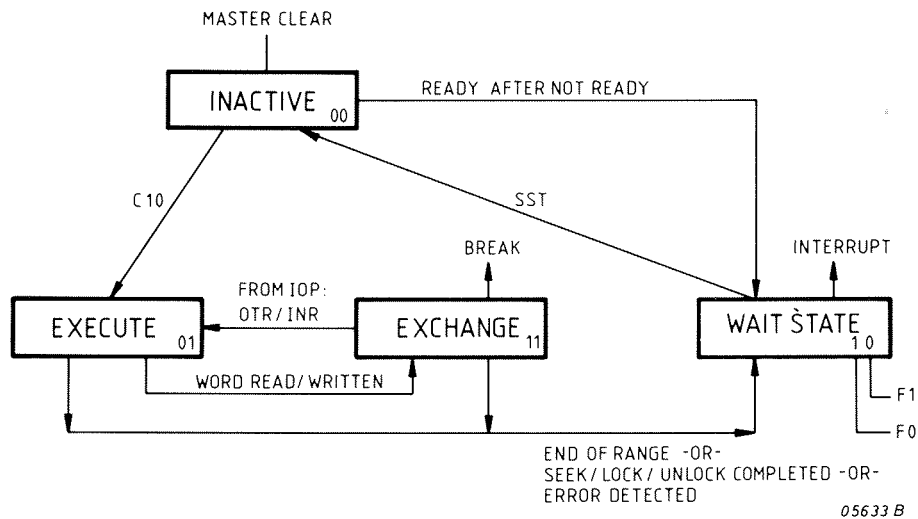 MASTER CLEAR
INACTIVE
00
READY AFTER NOT READY
C10
SST
BREAK
INTERRUPT
FROM IOP:
OTR/INR
EXECUTE
01
EXCHANGE
11
WAIT STATE
1 0
WORD READ/WRITTEN
F1
F0
END OF RANGE -OR-
SEEK/LOCK/UNLOCK COMPLETED -OR-
ERROR DETECTED
05633 B